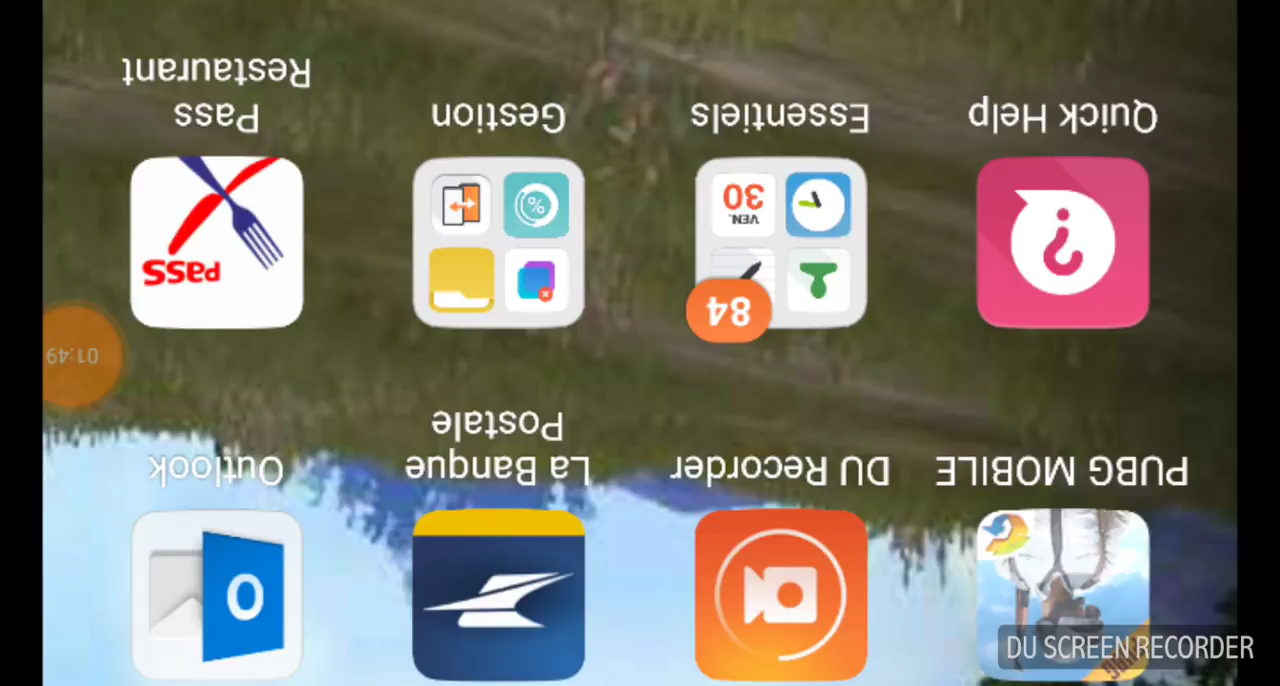 PUBG MOBILE
DU Recorder
La Banque
Postale
Outlook
O
Quick Help
?
Essentiels
84
VEN.
30
Gestion
%
Pass
Restaurant
Pass
01:49
DU SCREEN RECORDER